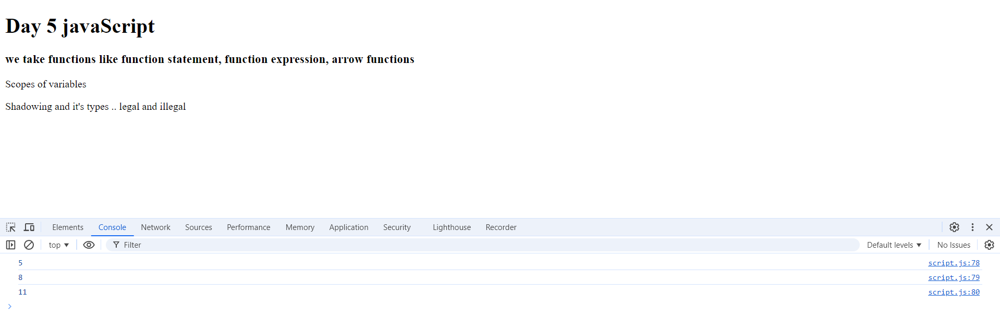 Day 5 javaScript
we take functions like function statement, function expression, arrow functions
Scopes of variables
Shadowing and it's types .. legal and illegal
Elements Console Network Sources Performance Memory Application Security Lighthouse Recorder
top Filter Default levels No Issues
5 script.js:78
8 script.js:79
11 script.js:80